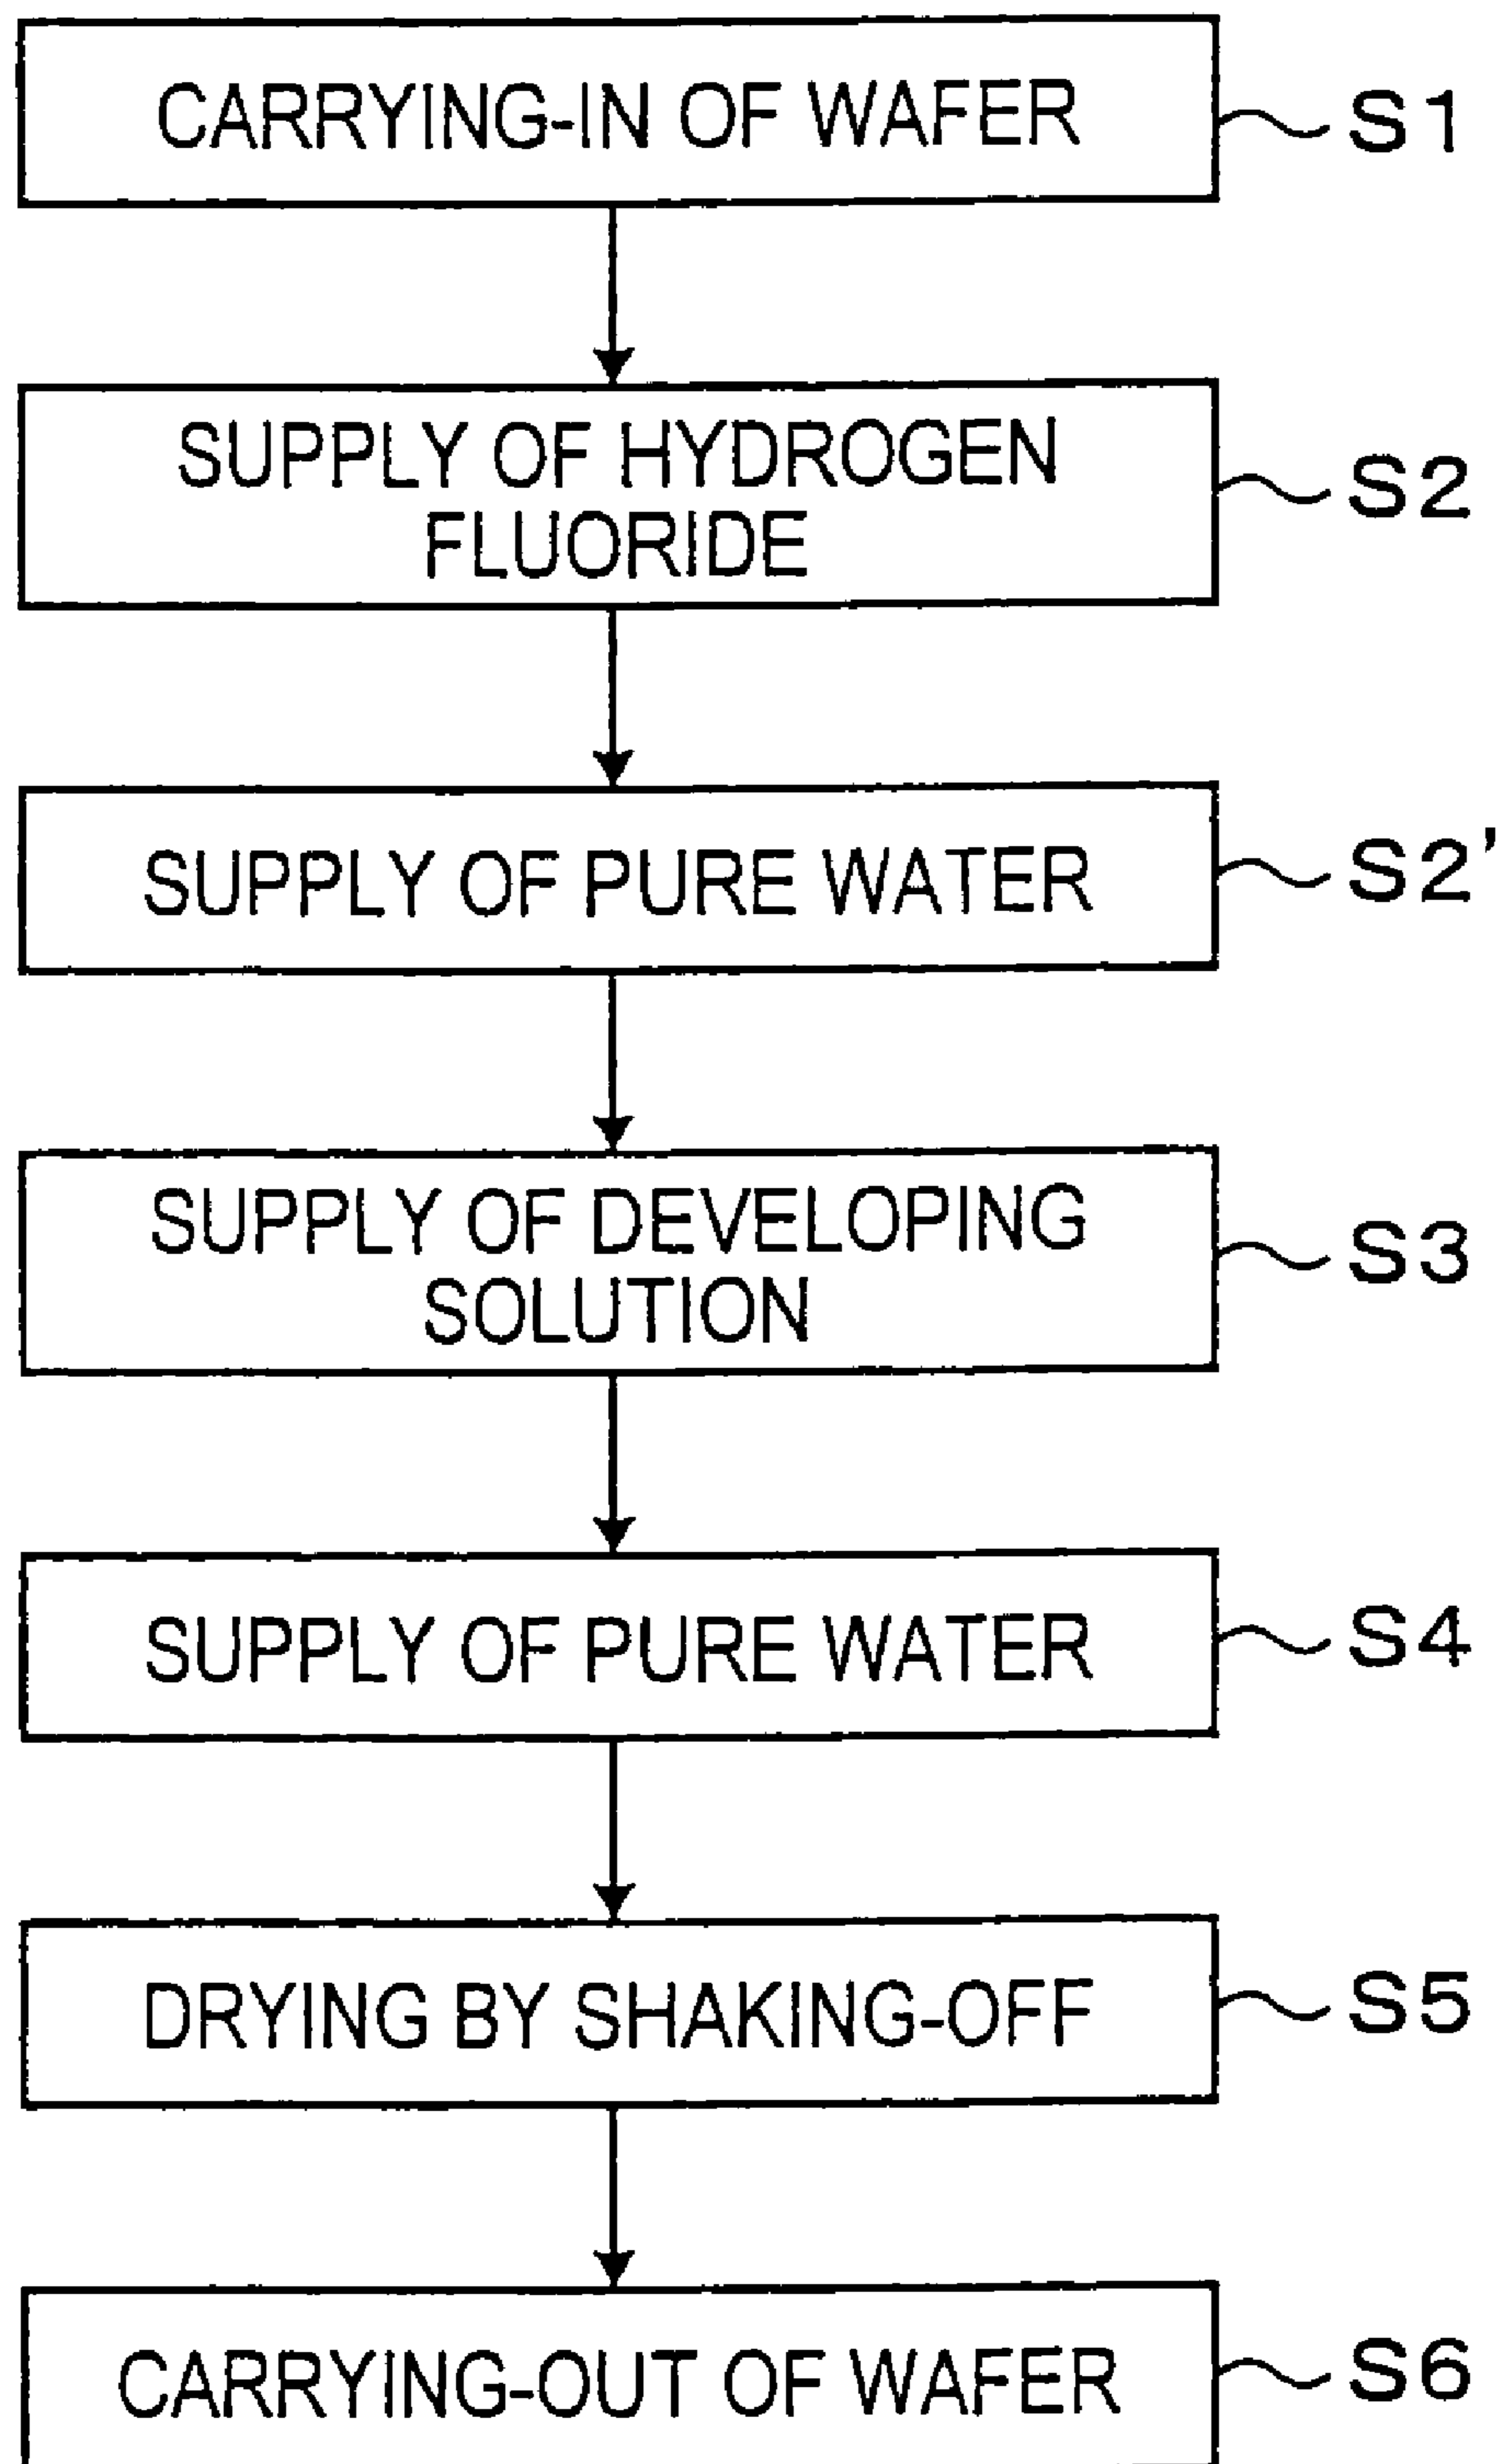 CARRYING-IN OF WAFER S1
SUPPLY OF HYDROGEN
FLUORIDE
S2
SUPPLY OF PURE WATER S2'
SUPPLY OF DEVELOPING
SOLUTION
S3
SUPPLY OF PURE WATER S4
DRYING BY SHAKING-OFF S5
CARRYING-OUT OF WAFER S6